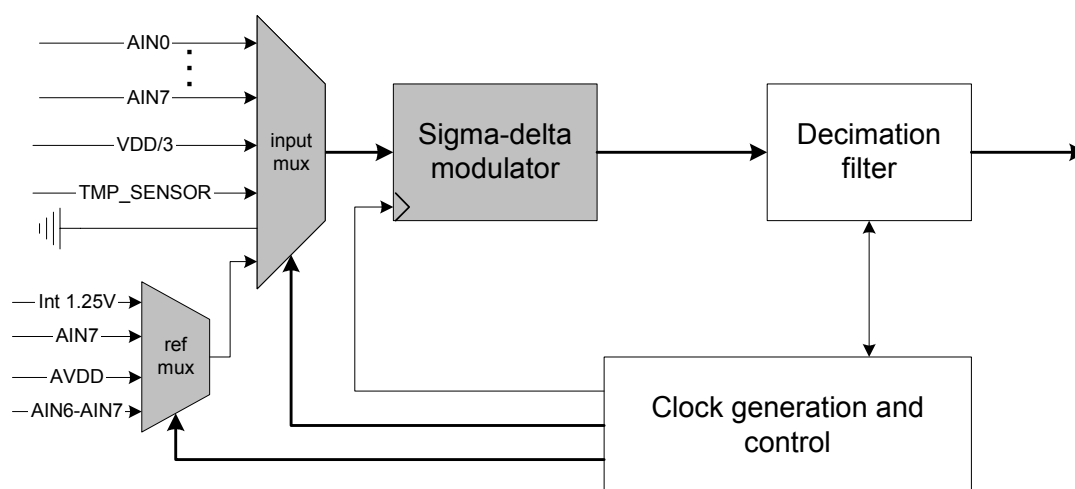 AIN0
AIN7
VDD/3
TMP_SENSOR
input
mux
Sigma-delta
modulator
Decimation
filter
Int 1.25V
AIN7
AVDD
AIN6-AIN7
ref
mux
Clock generation and
control